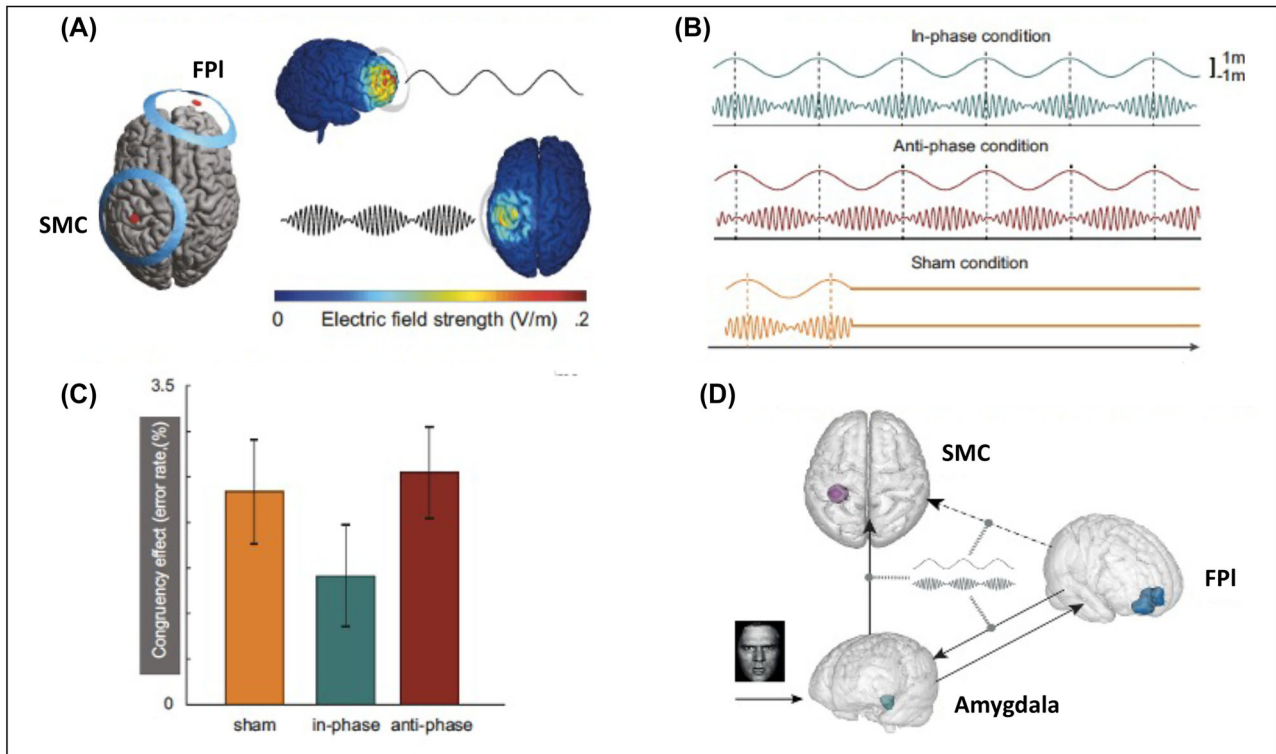 (A)
FPl
SMC
0 Electric field strength (V/m) .2
(B)
In-phase condition
1m
-1m
Anti-phase condition
Sham condition
(C)
3.5
Congruency effect (error rate,(%)
0
sham in-phase anti-phase
(D)
SMC
FPl
Amygdala